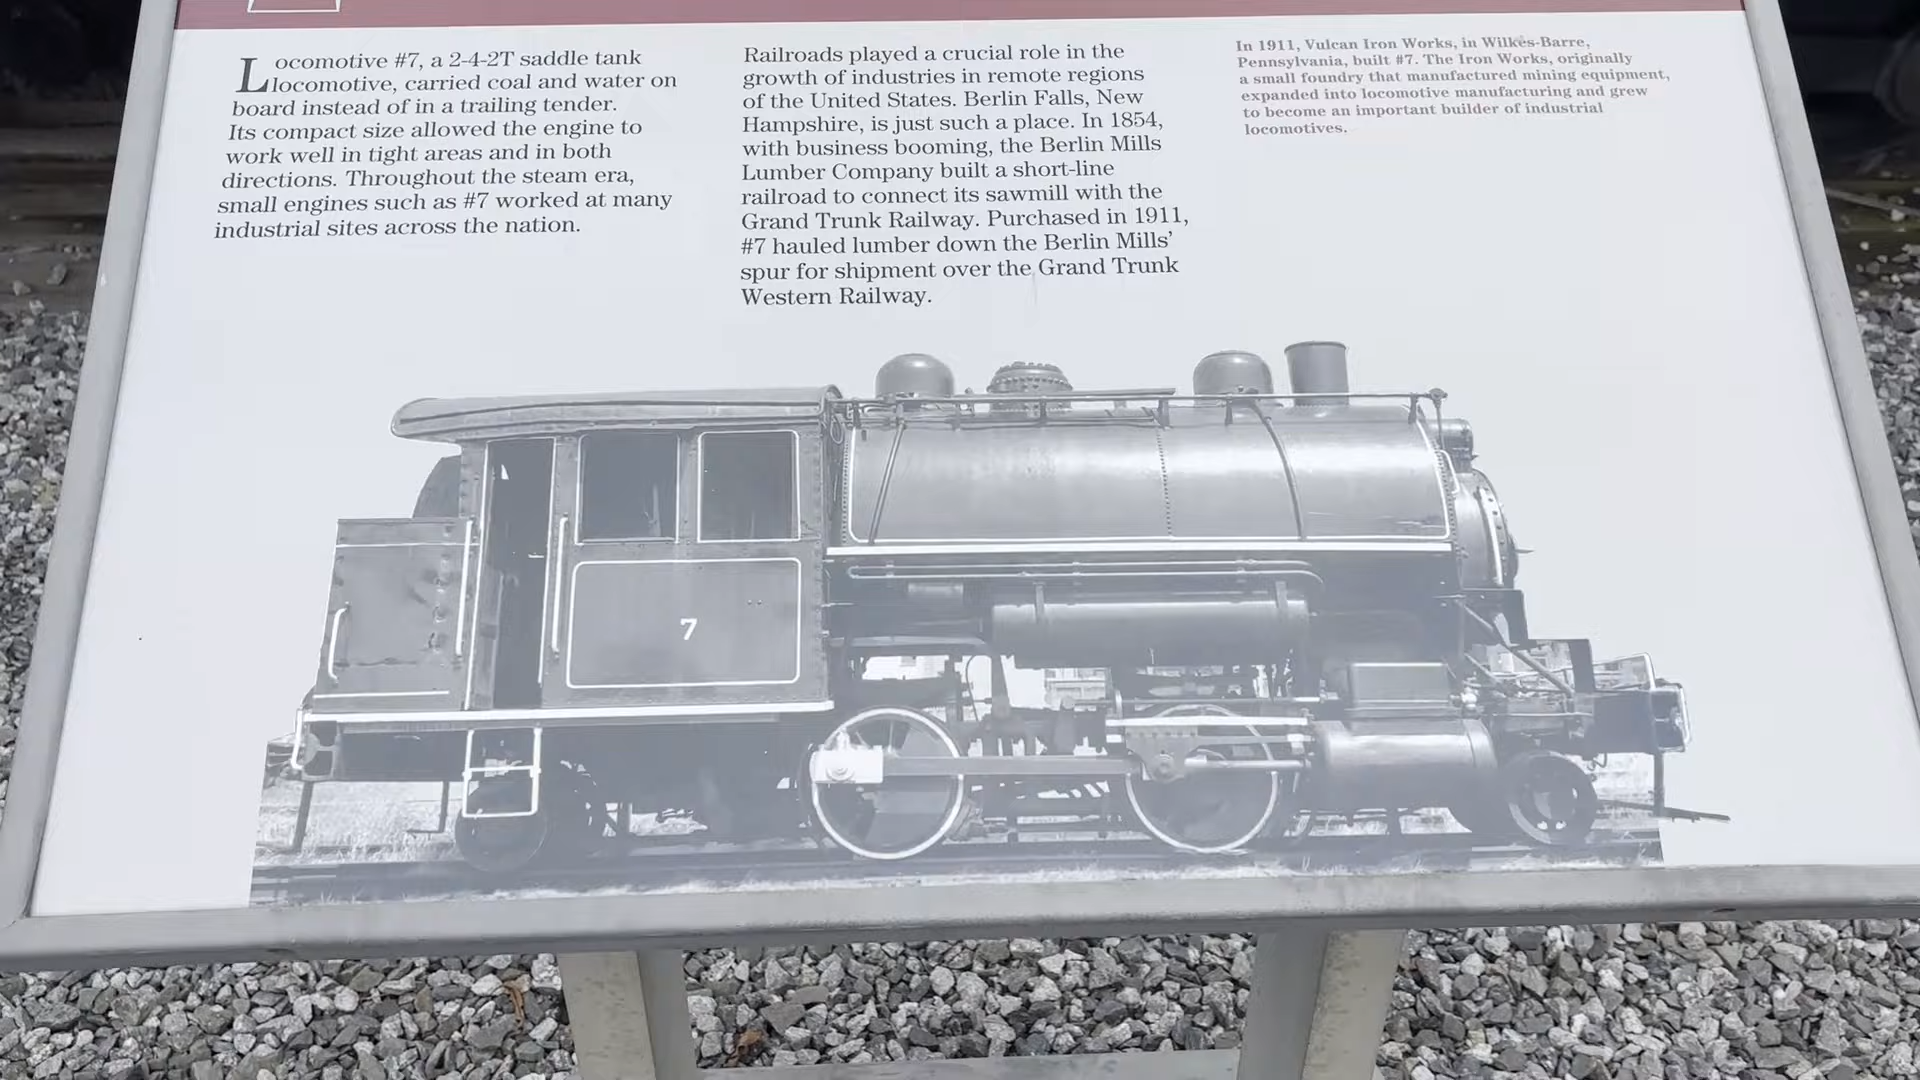 Locomotive #7, a 2-4-2T saddle tank
locomotive, carried coal and water on
board instead of in a trailing tender.
Its compact size allowed the engine to
work well in tight areas and in both
directions. Throughout the steam era,
small engines such as #7 worked at many
industrial sites across the nation.
Railroads played a crucial role in the
growth of industries in remote regions
of the United States. Berlin Falls, New
Hampshire, is just such a place. In 1854,
with business booming, the Berlin Mills
Lumber Company built a short-line
railroad to connect its sawmill with the
Grand Trunk Railway. Purchased in 1911,
#7 hauled lumber down the Berlin Mills'
spur for shipment over the Grand Trunk
Western Railway.
In 1911, Vulcan Iron Works, in Wilkes-Barre,
Pennsylvania, built #7. The Iron Works, originally
a small foundry that manufactured mining equipment,
expanded into locomotive manufacturing and grew
to become an important builder of industrial
locomotives.
7